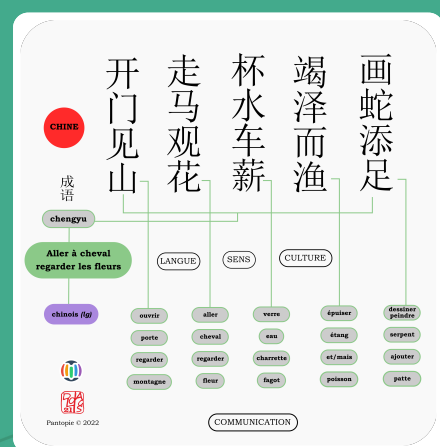 开门见山
走马观花
杯水车薪
竭泽而渔
画蛇添足
CHINE
成语
chengyu
Aller à cheval
regarder les fleurs
LANGUE
SENS
CULTURE
chinois (lg)
ouvrir
porte
regarder
montagne
aller
cheval
regarder
fleur
verre
eau
charrette
fagot
épuiser
étang
et/mais
poisson
dessiner
peindre
serpent
ajouter
patte
Pantopie © 2022
COMMUNICATION